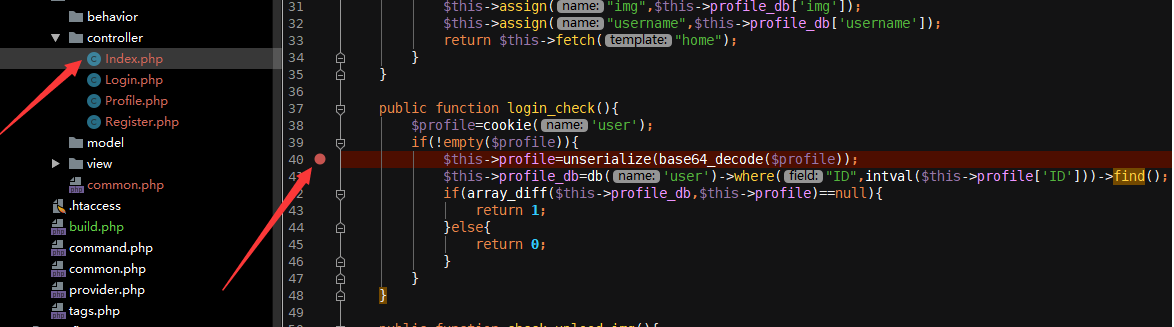 behavior
controller
Index.php
Login.php
Profile.php
Register.php
model
view
common.php
.htaccess
build.php
command.php
common.php
provider.php
tags.php
31 $this->assign( name: "img",$this->profile_db['img']);
32 $this->assign( name: "username",$this->profile_db['username']);
33 return $this->fetch( template: "home");
34 }
35 }
36
37 public function login_check(){
38 $profile=cookie( name: 'user');
39 if(!empty($profile)){
40 $this->profile=unserialize(base64_decode($profile));
41 $this->profile_db=db( name: 'user')->where( field: "ID",intval($this->profile['ID']))->find();
42 if(array_diff($this->profile_db,$this->profile)==null){
43 return 1;
44 }else{
45 return 0;
46 }
47 }
48 }
49